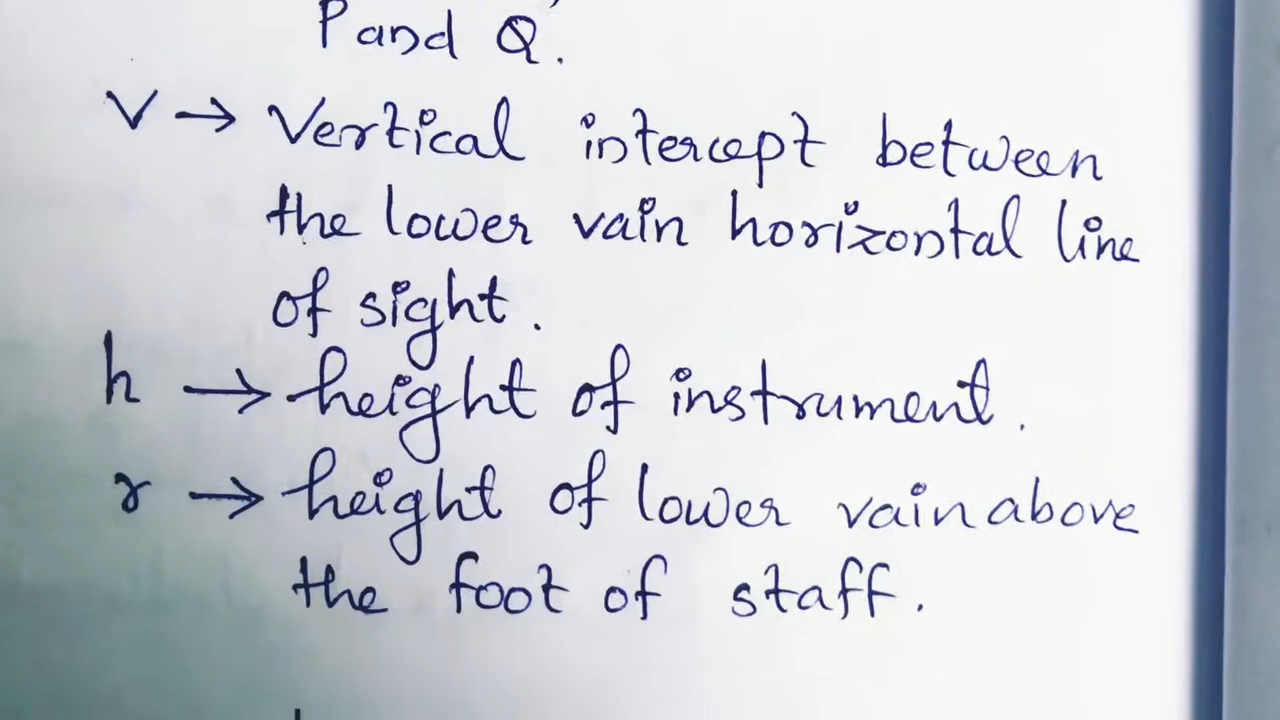 P and Q.
V → Vertical intercept between
the lower vain horizontal line
of sight.
h → height of instrument.
r → height of lower vain above
the foot of staff.